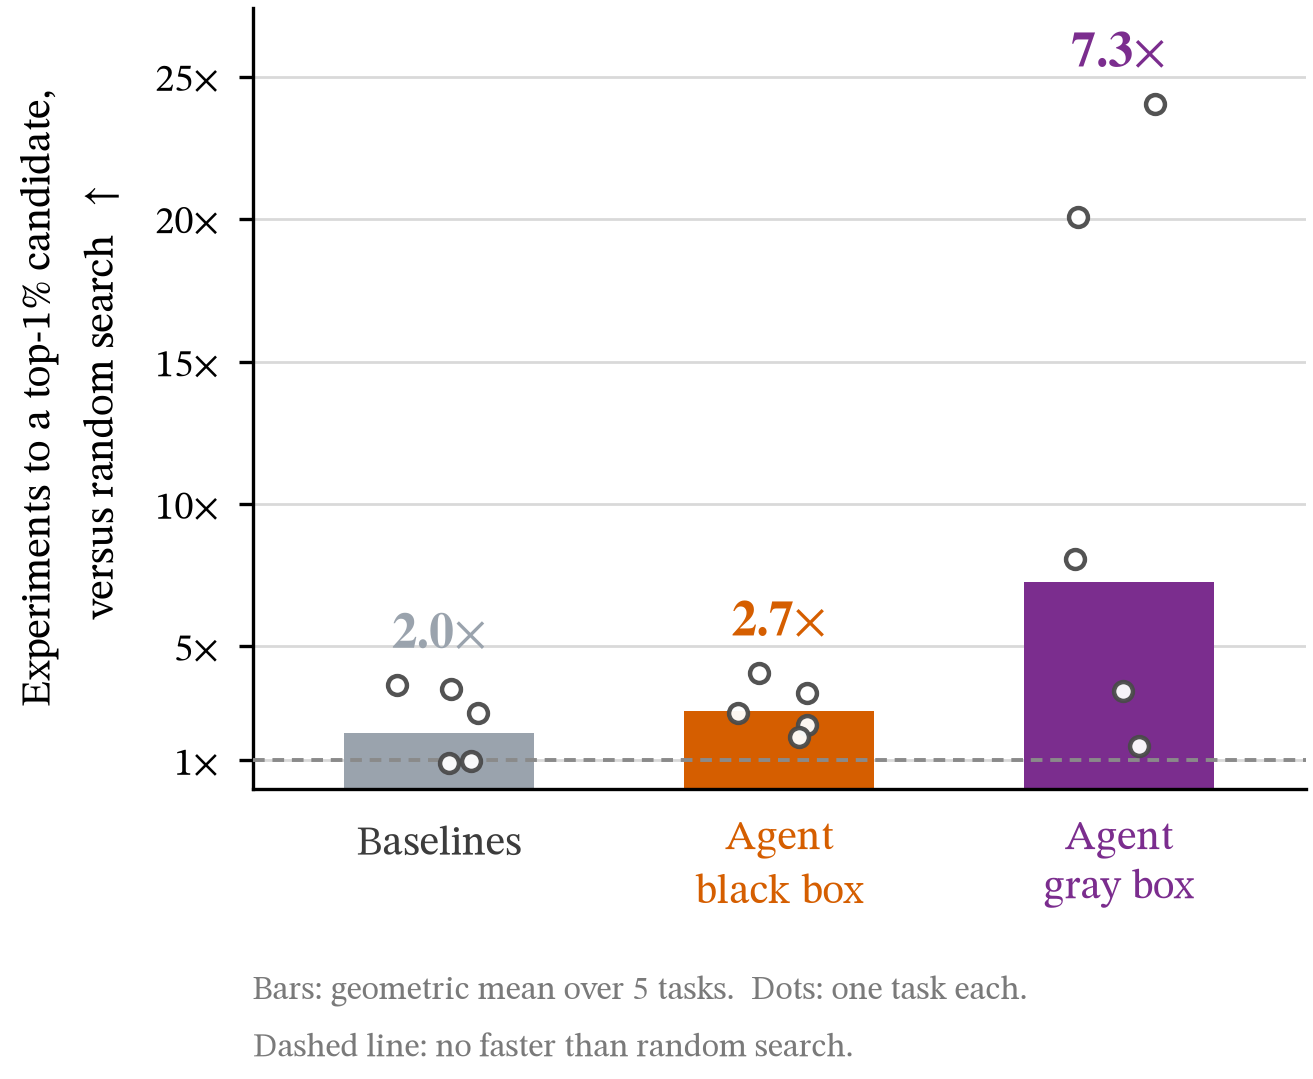 Experiments to a top-1% candidate,
versus random search ↑
25×
20×
15×
10×
5×
1×
2.0×
2.7×
7.3×
Baselines
Agent
black box
Agent
gray box
Bars: geometric mean over 5 tasks. Dots: one task each.
Dashed line: no faster than random search.